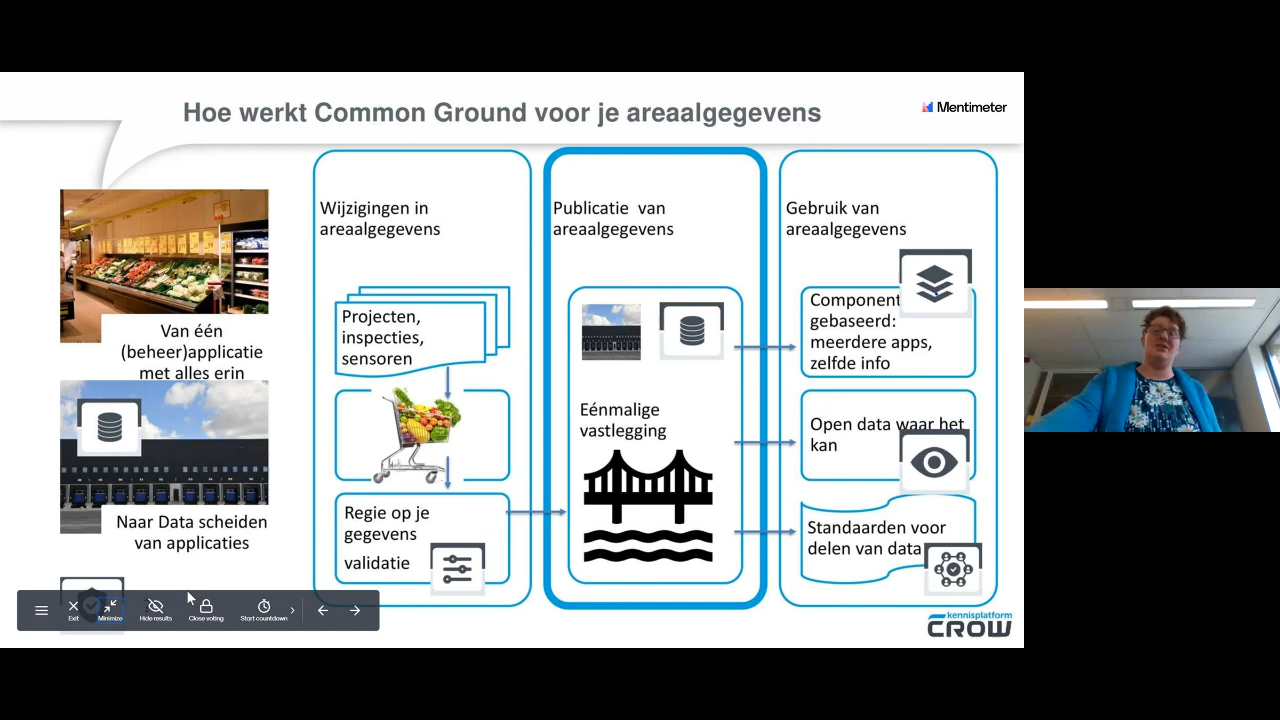 Hoe werkt Common Ground voor je areaalgegevens
Mentimeter
Van één
(beheer)applicatie
met alles erin
Naar Data scheiden
van applicaties
Wijzigingen in
areaalgegevens
Projecten,
inspecties,
sensoren
Regie op je
gegevens
validatie
Publicatie van
areaalgegevens
Eénmalige
vastlegging
Gebruik van
areaalgegevens
Component
gebaseerd:
meerdere apps,
zelfde info
Open data waar het
kan
Standaarden voor
delen van data
Exit
Minimize
Hide results
Close voting
Start countdown
kennisplatform
CROW